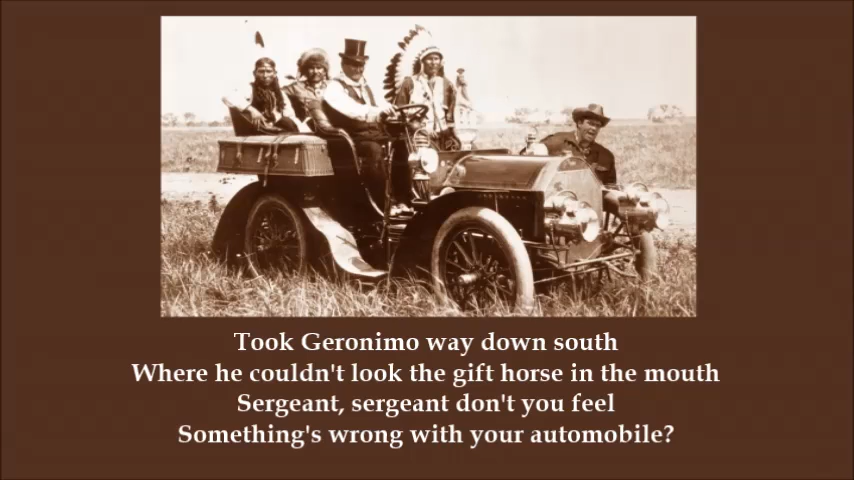 Took Geronimo way down south
Where he couldn't look the gift horse in the mouth
Sergeant, sergeant don't you feel
Something's wrong with your automobile?